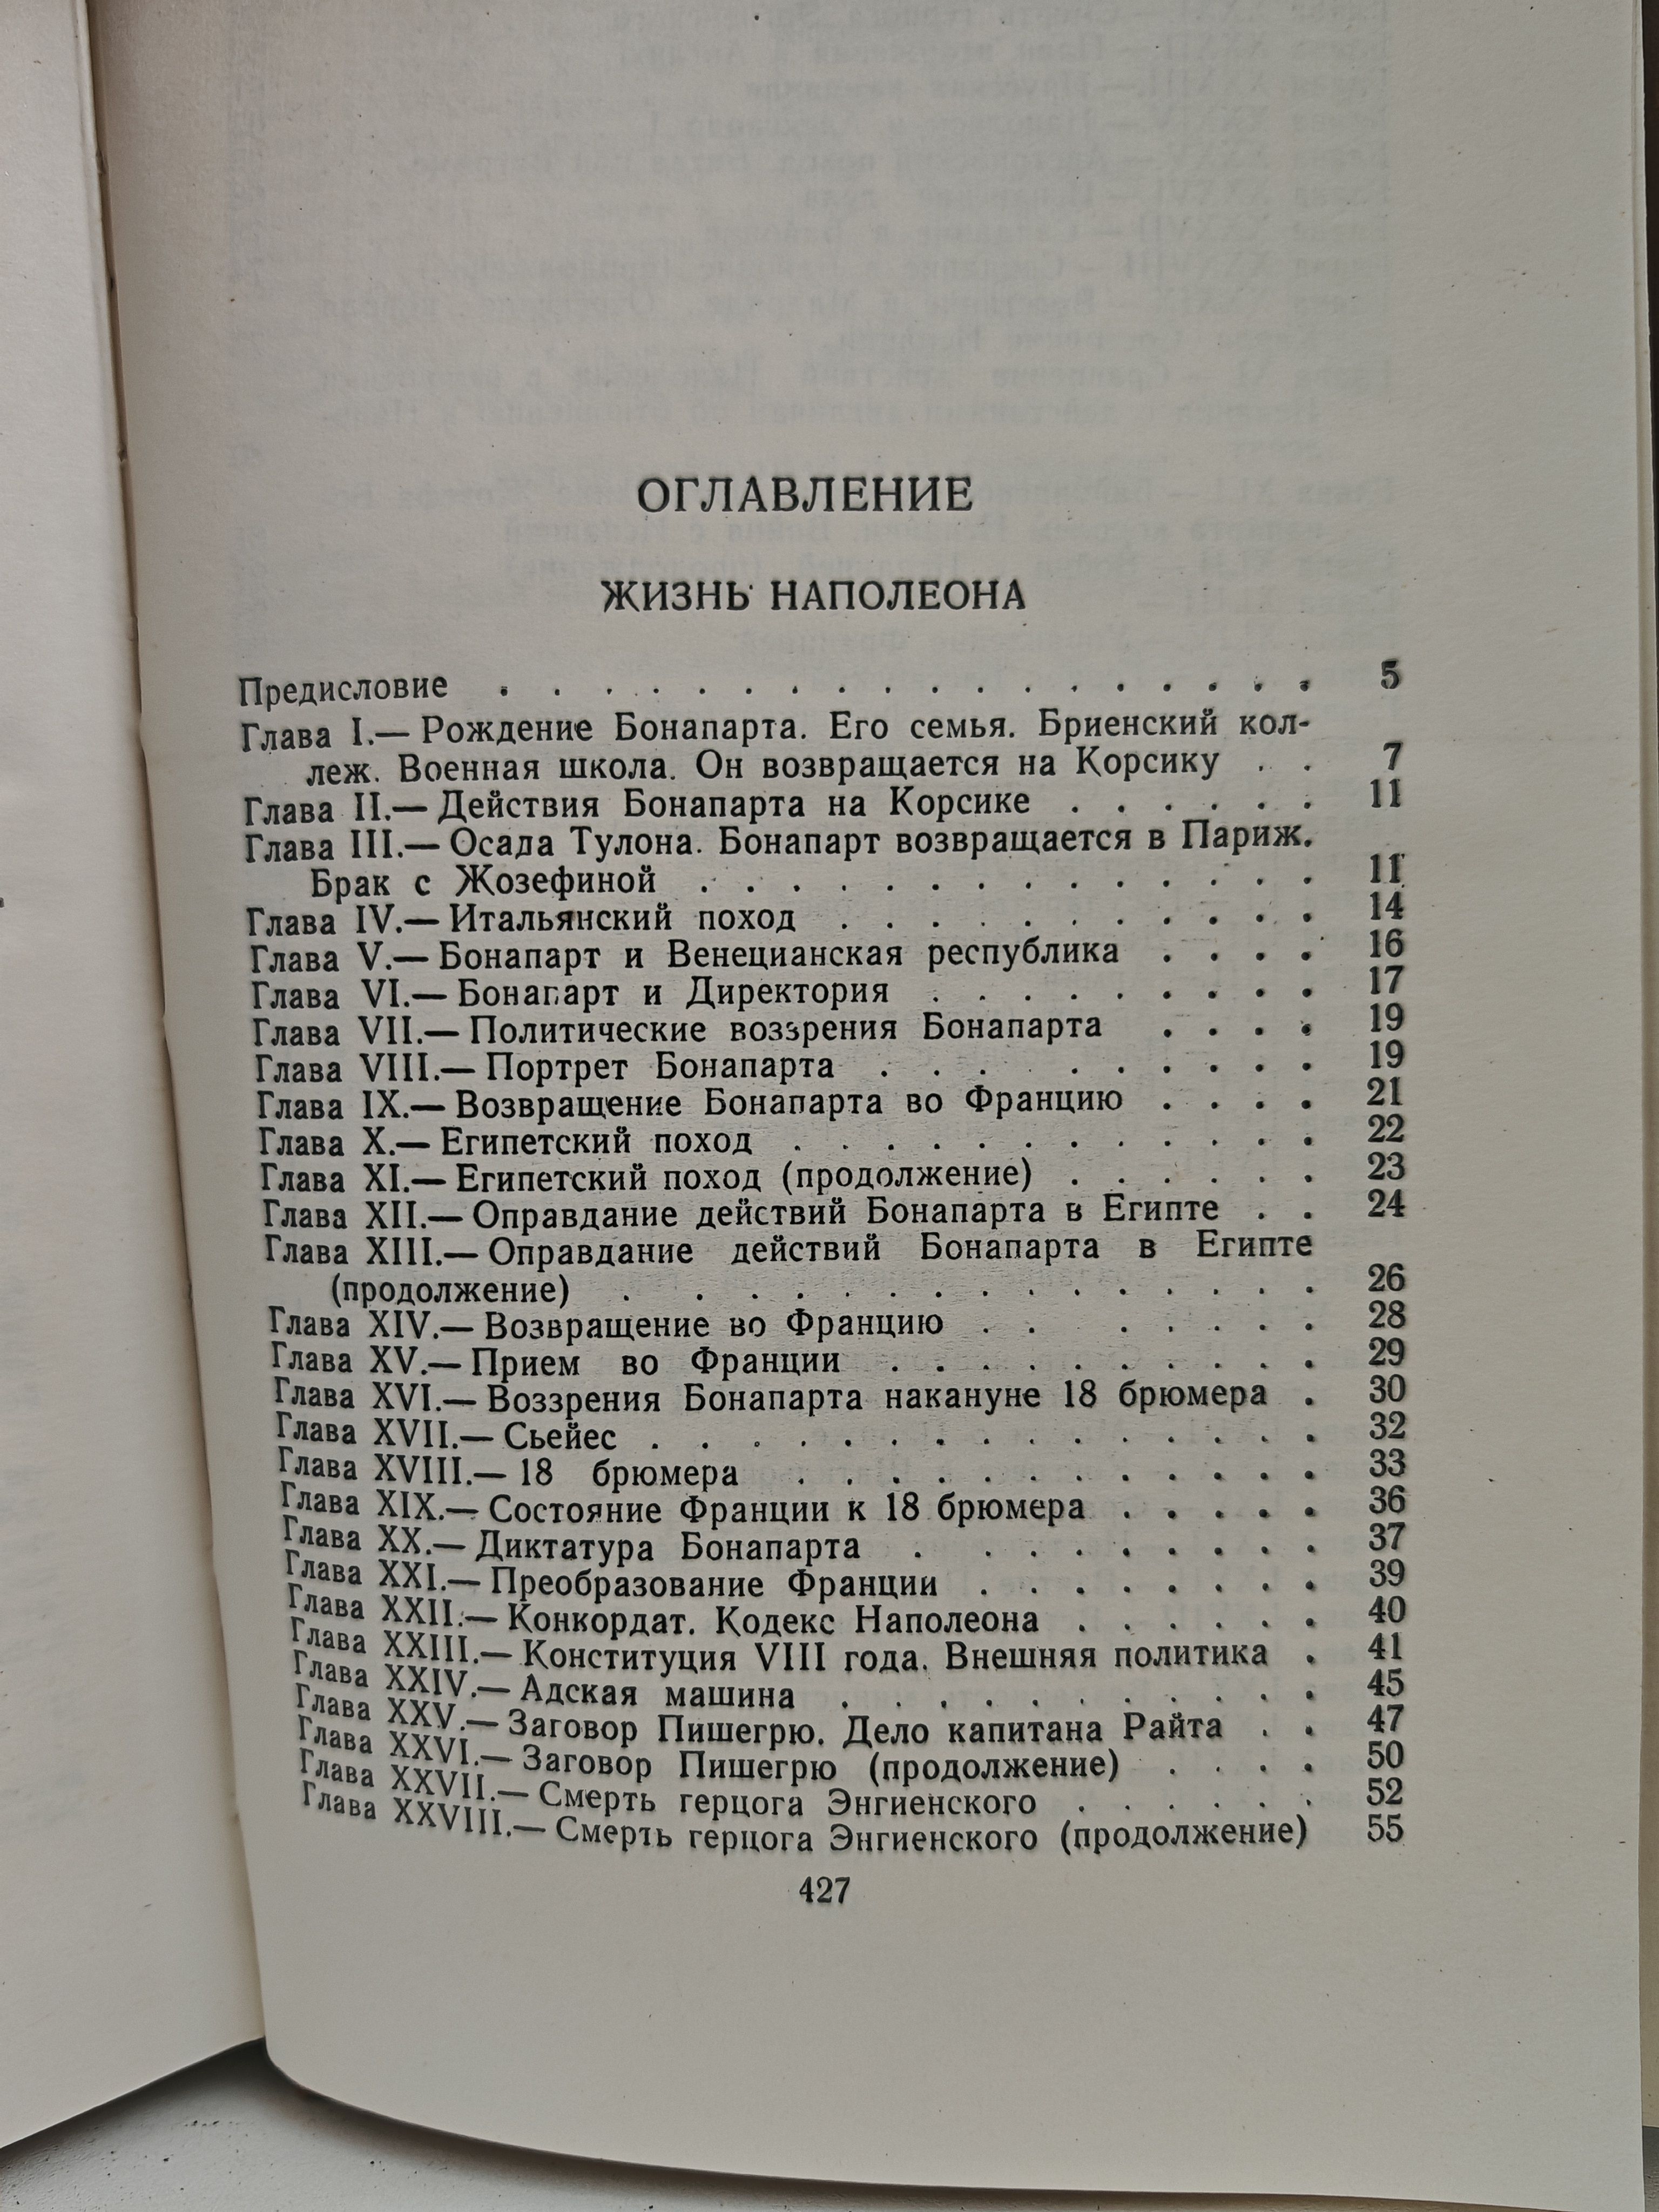 ОГЛАВЛЕНИЕ
ЖИЗНЬ НАПОЛЕОНА
Предисловие . . . . . . . . . . . . . . . . . . 5
Глава I.— Рождение Бонапарта. Его семья. Бриенский кол-
леж. Военная школа. Он возвращается на Корсику . . 7
Глава II.— Действия Бонапарта на Корсике . . . . . . 11
Глава III.— Осада Тулона. Бонапарт возвращается в Париж.
Брак с Жозефиной . . . . . . . . . . . . . . 11
Глава IV.— Итальянский поход . . . . . . . . . . . 14
Глава V.— Бонапарт и Венецианская республика . . . . 16
Глава VI.— Бонапарт и Директория . . . . . . . . . 17
Глава VII.— Политические воззрения Бонапарта . . . . 19
Глава VIII.— Портрет Бонапарта . . . . . . . . . 19
Глава IX.— Возвращение Бонапарта во Францию . . . . 21
Глава X.— Египетский поход . . . . . . . . . . . . 22
Глава XI.— Египетский поход (продолжение) . . . . . . 23
Глава XII.— Оправдание действий Бонапарта в Египте . . 24
Глава XIII.— Оправдание действий Бонапарта в Египте
(продолжение) . . . . . . . . . . . . . . 26
Глава XIV.— Возвращение во Францию . . . . . . . 28
Глава XV.— Прием во Франции . . . . . . . . . . 29
Глава XVI.— Воззрения Бонапарта накануне 18 брюмера . 30
Глава XVII.— Сьейес . . . . . . . . . . . . . . . 32
Глава XVIII.— 18 брюмера . . . . . . . . . . . . 33
Глава XIX.— Состояние Франции к 18 брюмера . . . . . 36
Глава XX.— Диктатура Бонапарта . . . . . . . . . 37
Глава XXI.— Преобразование Франции . . . . . . . . 39
Глава XXII.— Конкордат. Кодекс Наполеона . . . . . . 40
Глава XXIII.— Конституция VIII года. Внешняя политика . 41
Глава XXIV.— Адская машина . . . . . . . . . . . 45
Глава XXV.— Заговор Пишегрю. Дело капитана Райта . . 47
Глава XXVI.— Заговор Пишегрю (продолжение) . . . . 50
Глава XXVII.— Смерть герцога Энгиенского . . . . . . 52
Глава XXVIII.— Смерть герцога Энгиенского (продолжение) 55
427